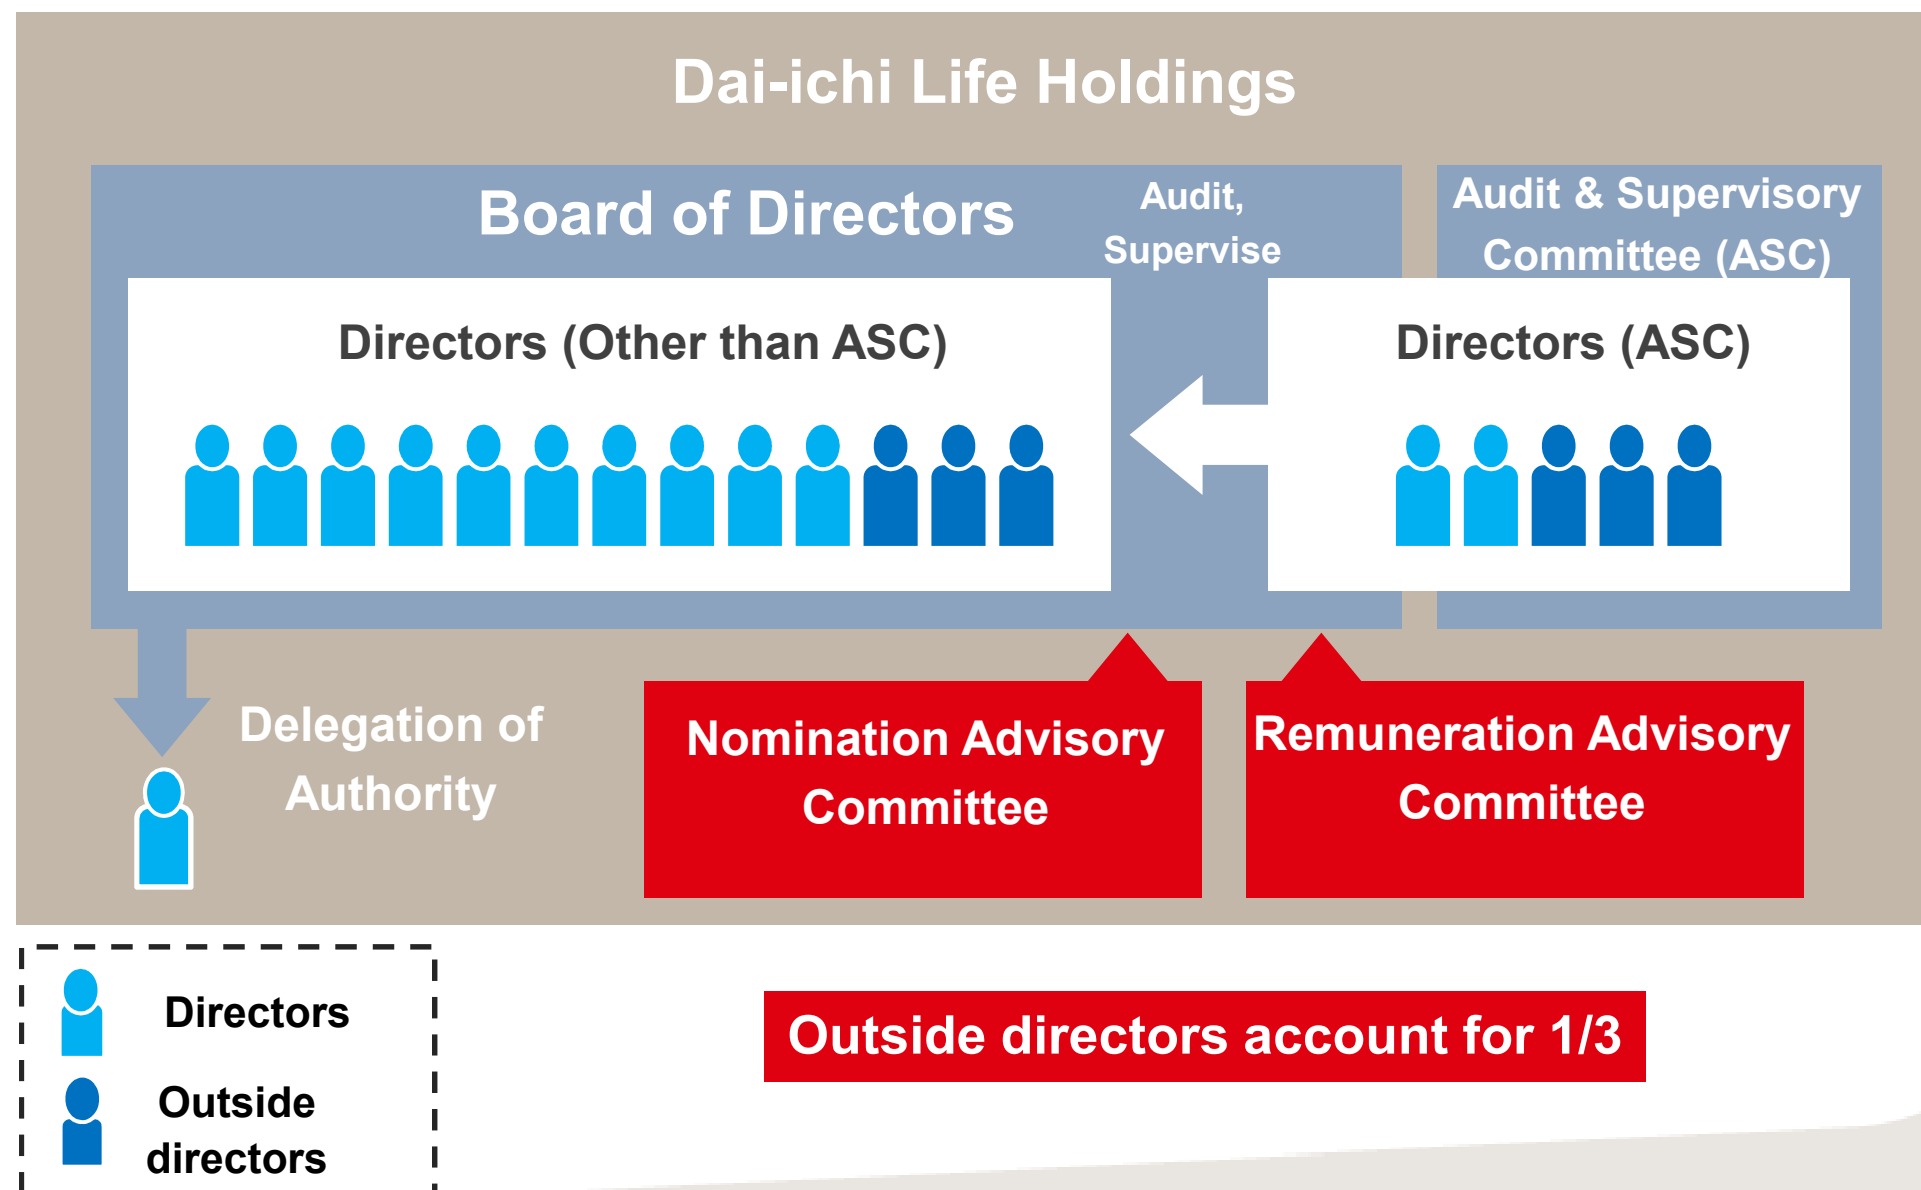 Dai-ichi Life Holdings
Board of Directors
Audit,
Supervise
Audit & Supervisory
Committee (ASC)
Directors (Other than ASC)
Directors (ASC)
Delegation of
Authority
Nomination Advisory
Committee
Remuneration Advisory
Committee
Directors
Outside
directors
Outside directors account for 1/3